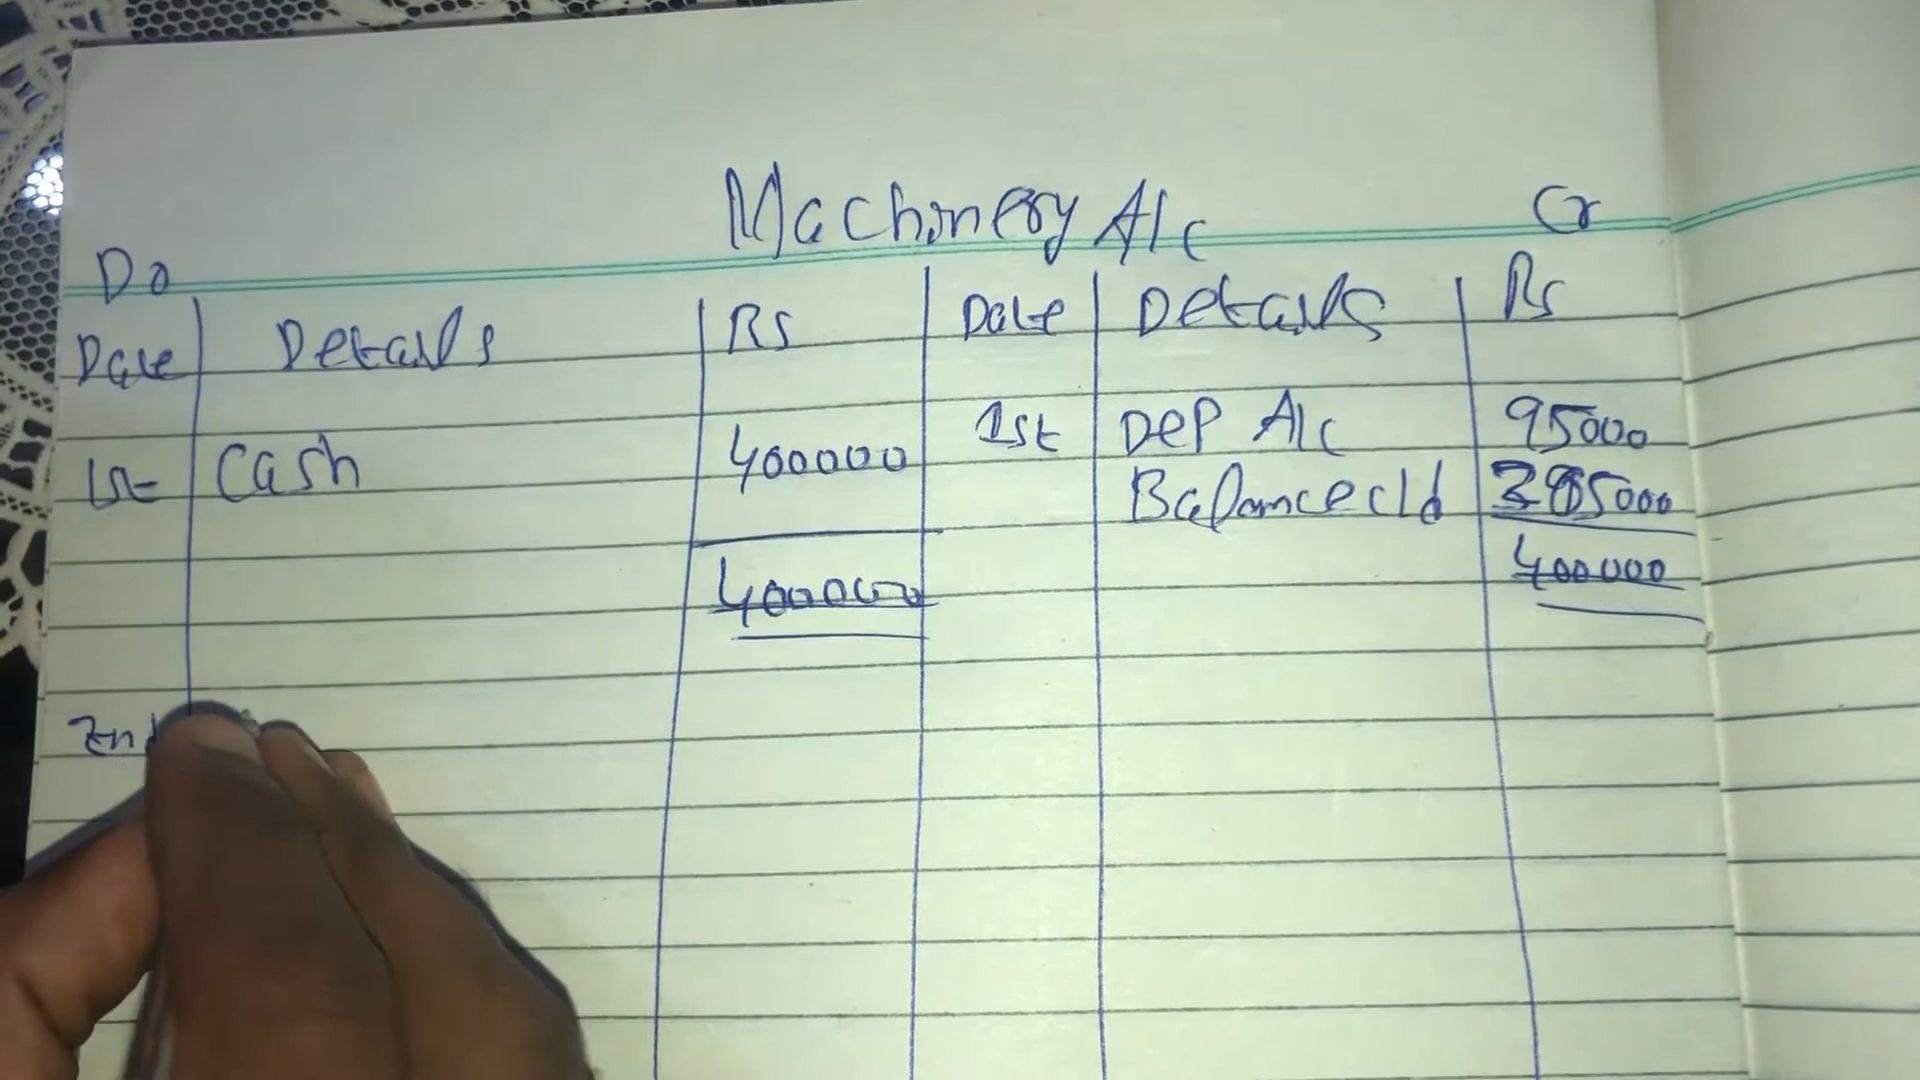 Machinery A/c
Dr Cr
Date Details Rs Date Details Rs
1st Cash 400000 1st Dep A/c 95000
Balance c/d 305000
400000 400000
2nd